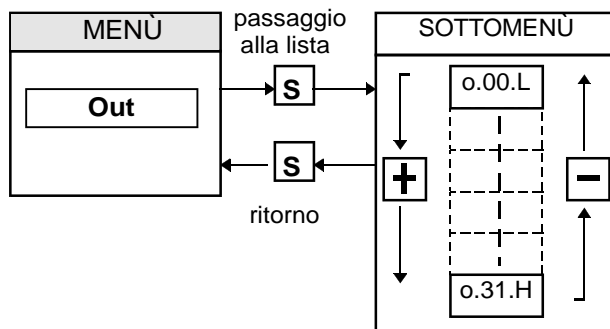 MENÙ
Out
passaggio
alla lista
S
S
ritorno
SOTTOMENÙ
o.00.L
+
−
o.31.H